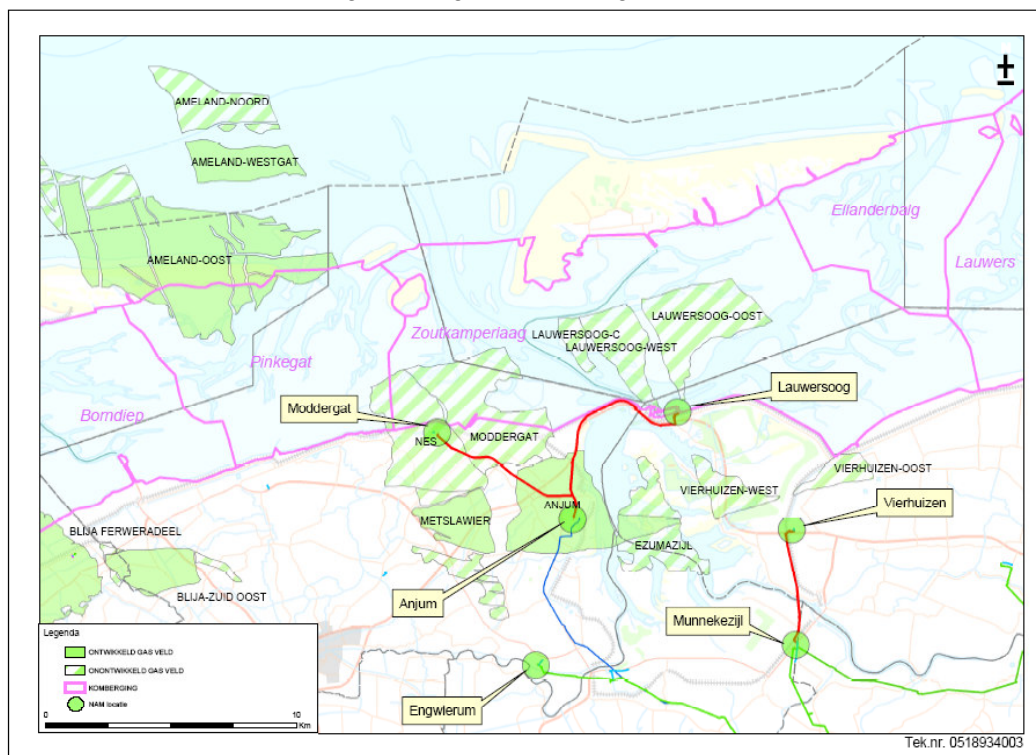 AMELAND-NOORD
AMELAND-WESTGAT
AMELAND-OOST
Eilanderbalg
Lauwers
Zoutkamperlaag
Pinkegat
Borndiep
LAUWERSOOG-OOST
LAUWERSOOG-C
LAUWERSOOG-WEST
Lauwersoog
Moddergat
NES
MODDERGAT
VIERHUIZEN-OOST
VIERHUIZEN-WEST
Vierhuizen
METSLAWIER
ANJUM
EZUMAZIJL
BLIJA FERWERADEEL
BLIJA-ZUID OOST
Anjum
Munnekezijl
Engwierum
Legenda
ONTWIKKELD GAS VELD
ONONTWIKKELD GAS VELD
KOMBERGING
NAM locatie
0 10
Km
Tek.nr. 0518934003